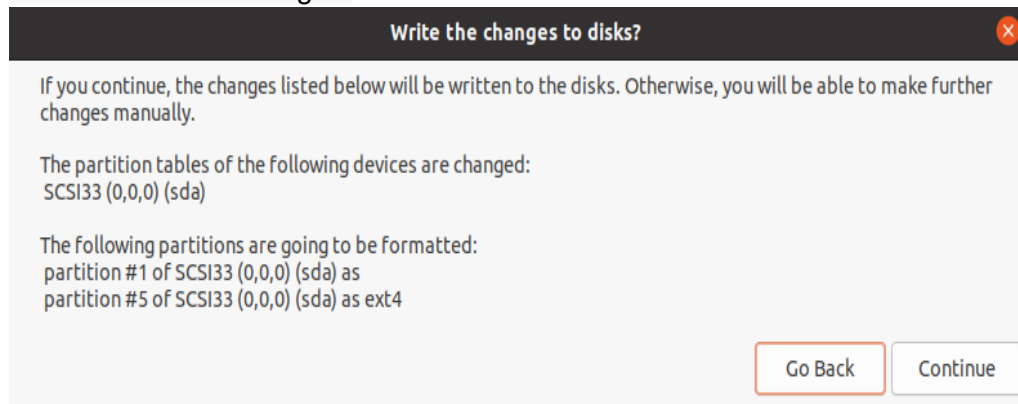 Write the changes to disks?
If you continue, the changes listed below will be written to the disks. Otherwise, you will be able to make further
changes manually.
The partition tables of the following devices are changed:
SCSI33 (0,0,0) (sda)
The following partitions are going to be formatted:
partition #1 of SCSI33 (0,0,0) (sda) as
partition #5 of SCSI33 (0,0,0) (sda) as ext4
Go Back
Continue